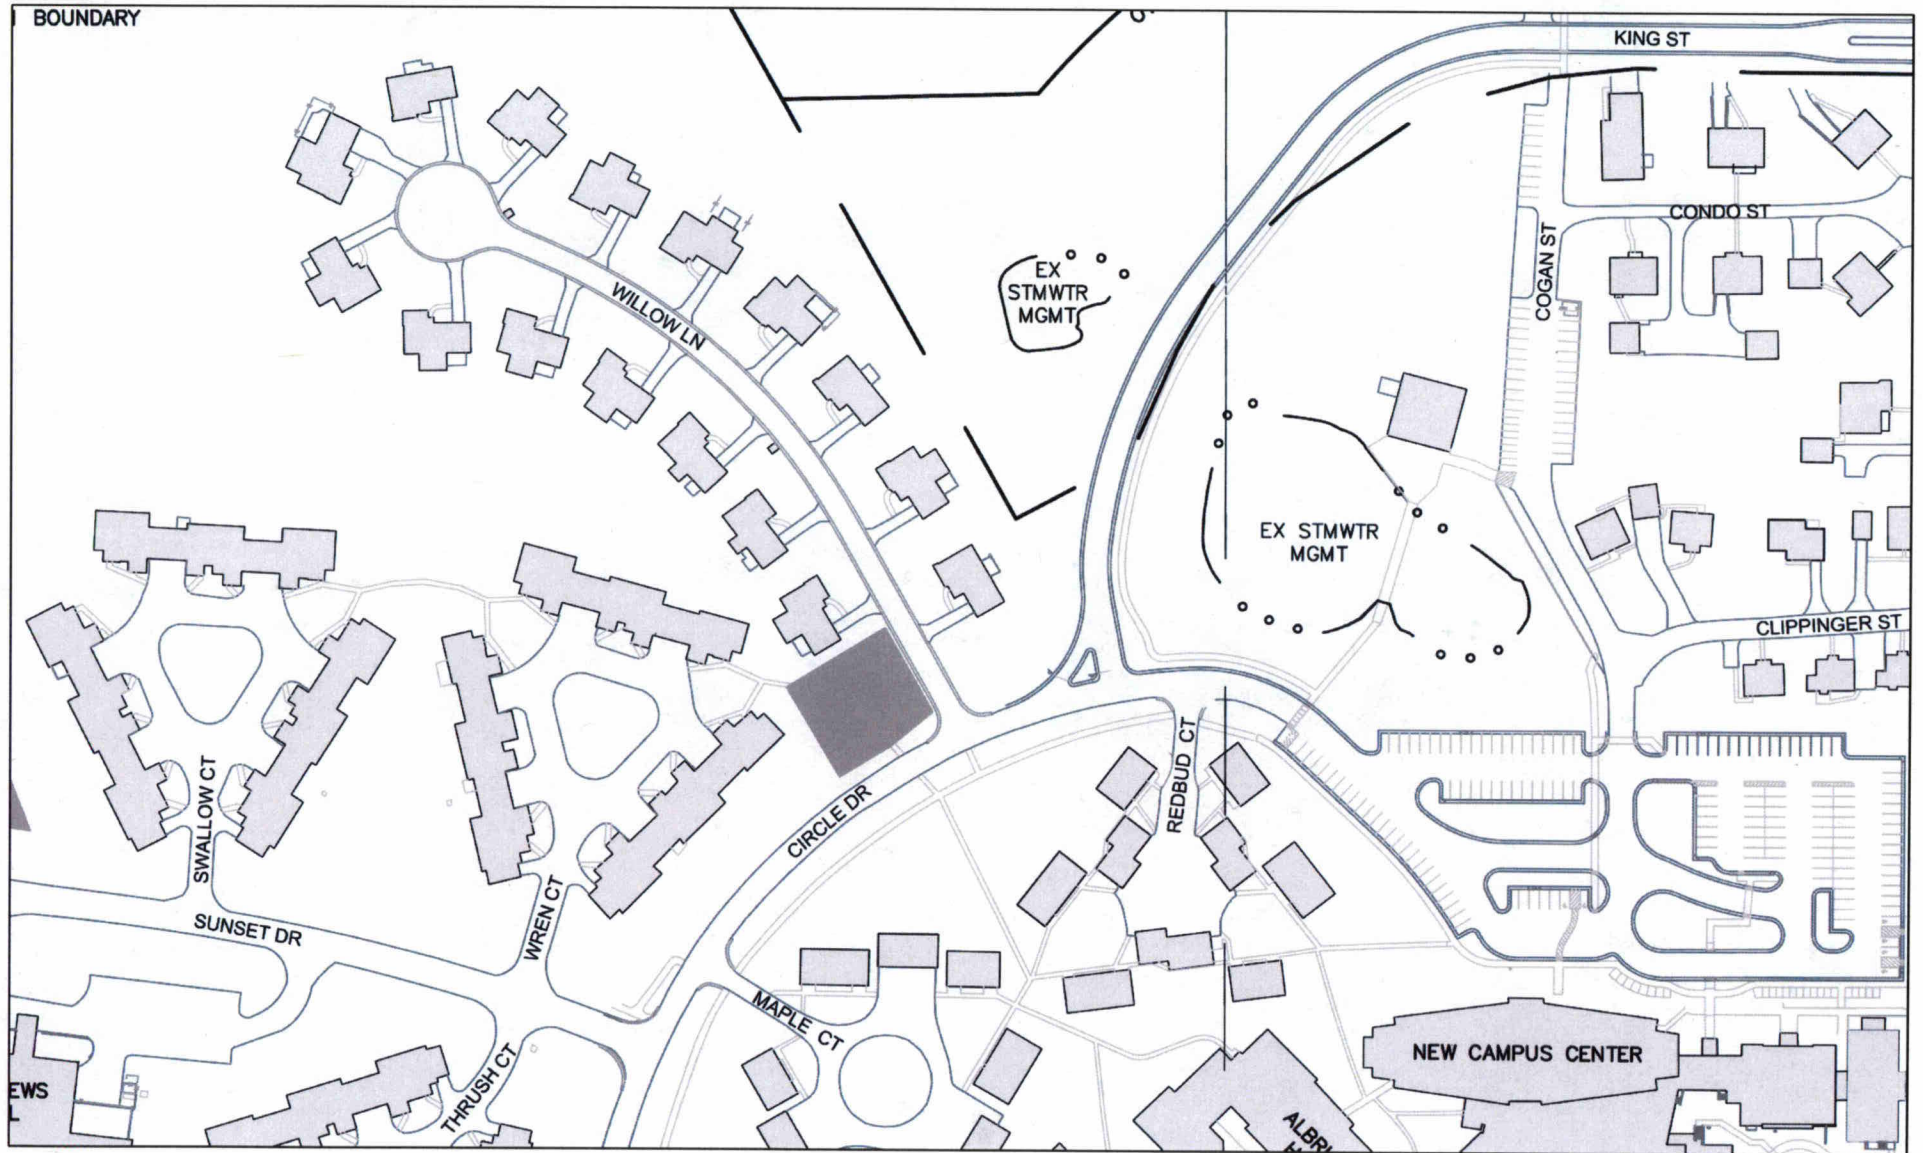 BOUNDARY
KING ST
CONDO ST
COGAN ST
EX
STMWTR
MGMT
WILLOW LN
EX STMWTR
MGMT
CLIPPINGER ST
REDBUD CT
SWALLOW CT
CIRCLE DR
WREN CT
SUNSET DR
MAPLE CT
NEW CAMPUS CENTER
THRUSH CT
EWS
L
ALBRI